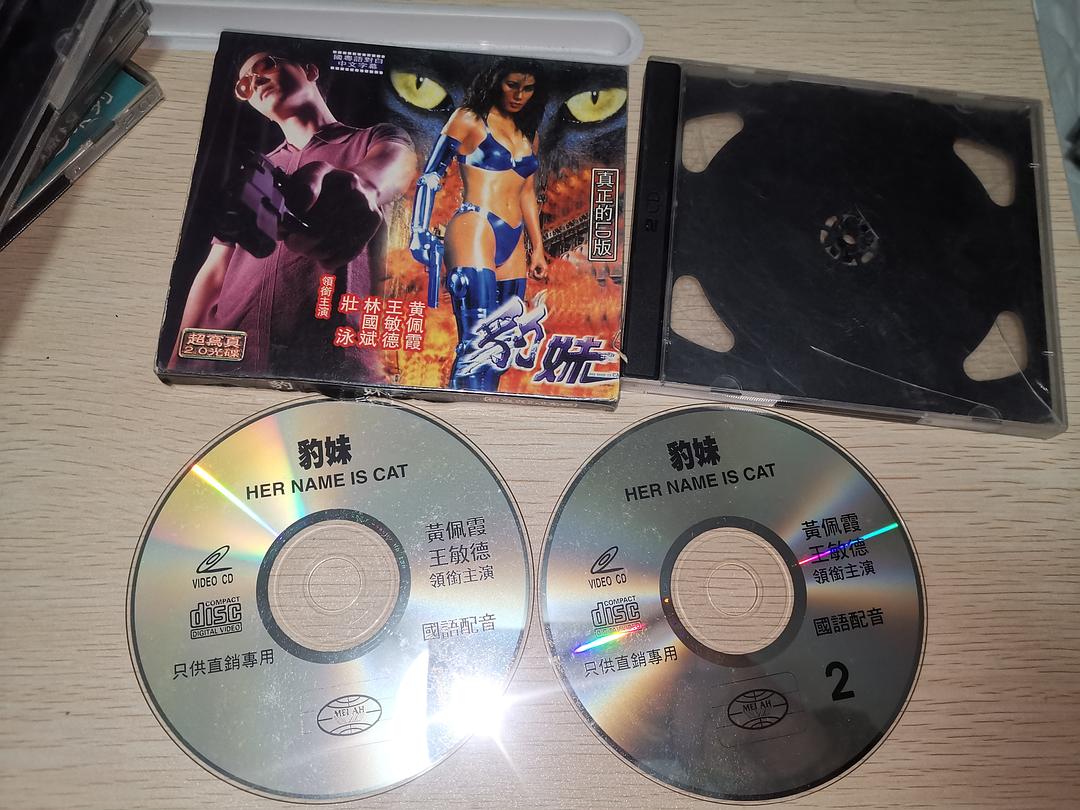 國粵語對白
中文字幕
真正的LD版
領銜主演
黃佩霞
王敏德
林國斌
壯泳
豹妹
超寫真
2.0光碟
豹妹
HER NAME IS CAT
黃佩霞
王敏德
領銜主演
VIDEO CD
COMPACT
disc
DIGITAL VIDEO
國語配音
只供直銷專用
MEI AH
豹妹
HER NAME IS CAT
黃佩霞
王敏德
領銜主演
VIDEO CD
COMPACT
disc
DIGITAL VIDEO
國語配音
只供直銷專用
2
MEI AH